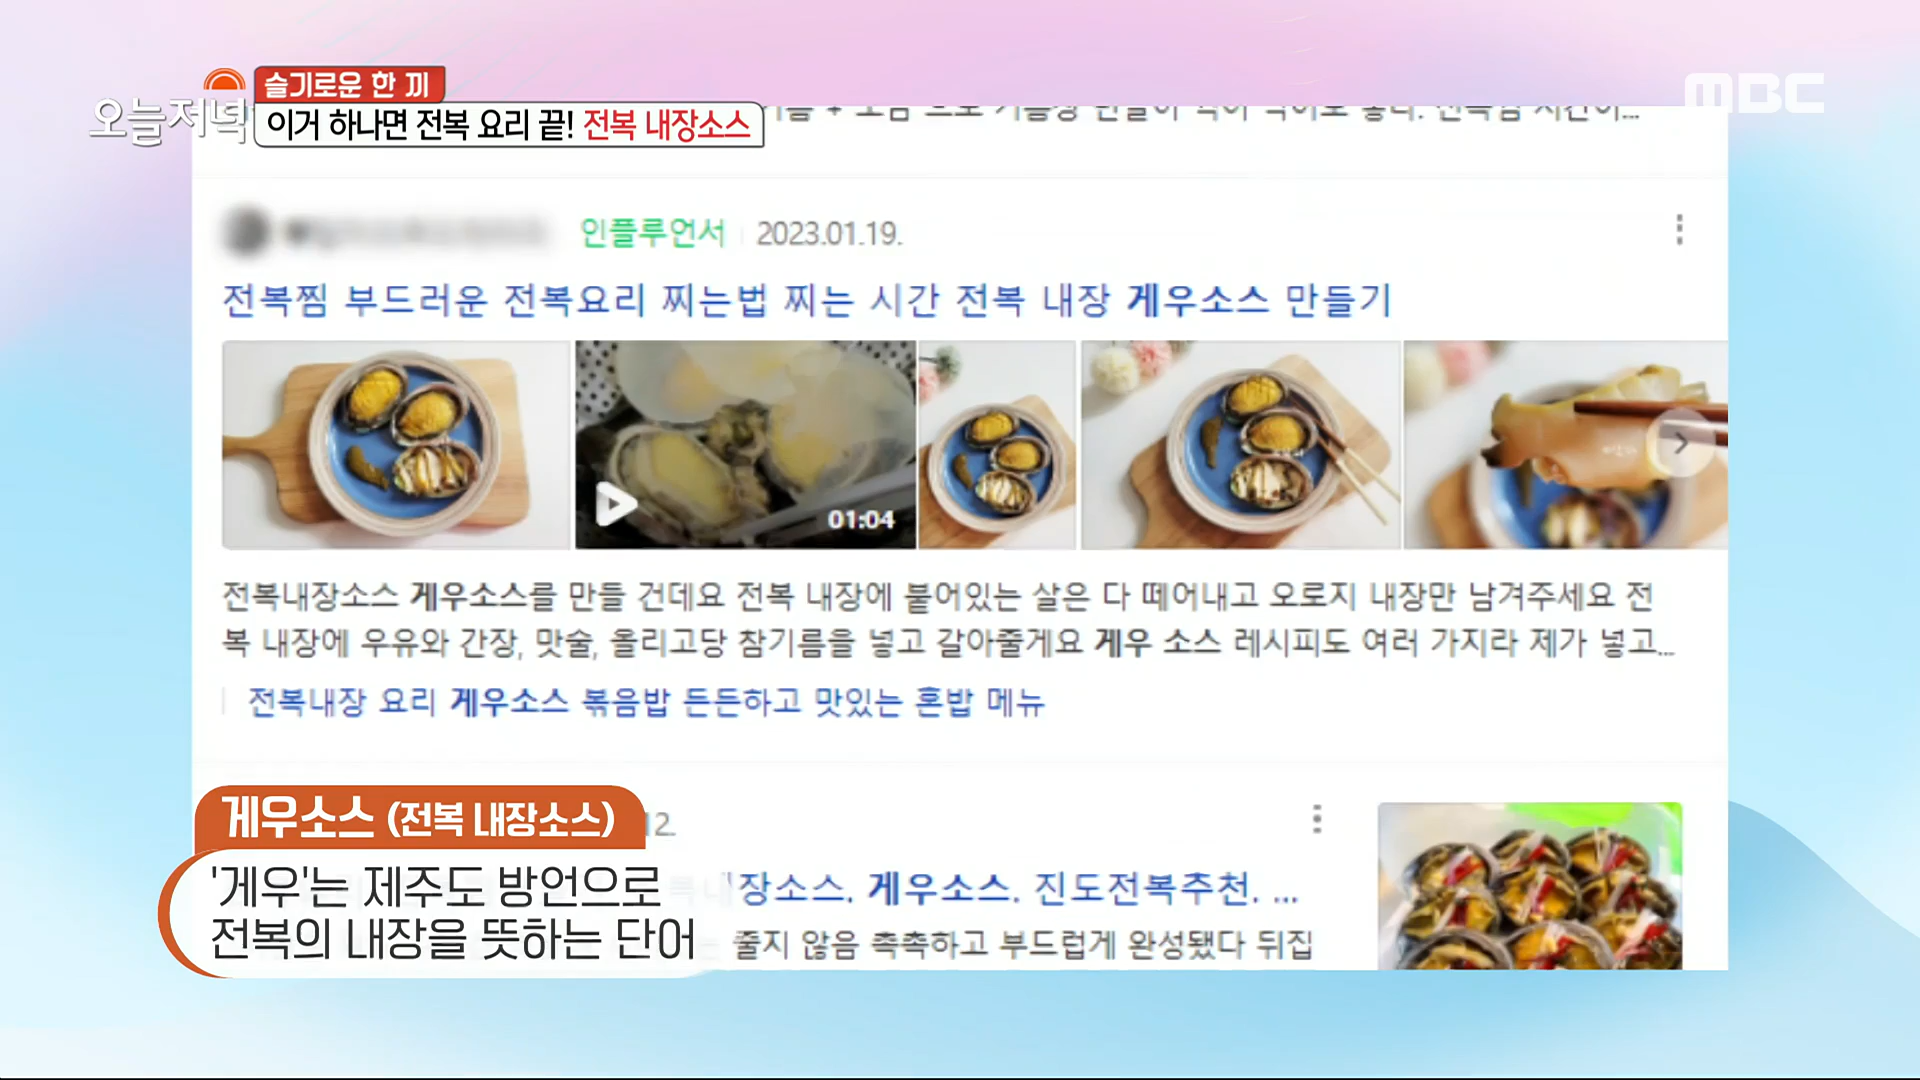 슬기로운 한 끼
오늘저녁
이거 하나면 전복 요리 끝! 전복 내장소스
MBC
인플루언서
2023.01.19.
전복찜 부드러운 전복요리 찌는법 찌는 시간 전복 내장 게우소스 만들기
01:04
전복내장소스 게우소스를 만들 건데요 전복 내장에 붙어있는 살은 다 떼어내고 오로지 내장만 남겨주세요 전
복 내장에 우유와 간장, 맛술, 올리고당 참기름을 넣고 갈아줄게요 게우 소스 레시피도 여러 가지라 제가 넣고...
전복내장 요리 게우소스 볶음밥 든든하고 맛있는 혼밥 메뉴
게우소스 (전복 내장소스)
12.
'게우'는 제주도 방언으로
전복의 내장을 뜻하는 단어
장소스. 게우소스. 진도전복추천. ...
줄지 않음 촉촉하고 부드럽게 완성됐다 뒤집